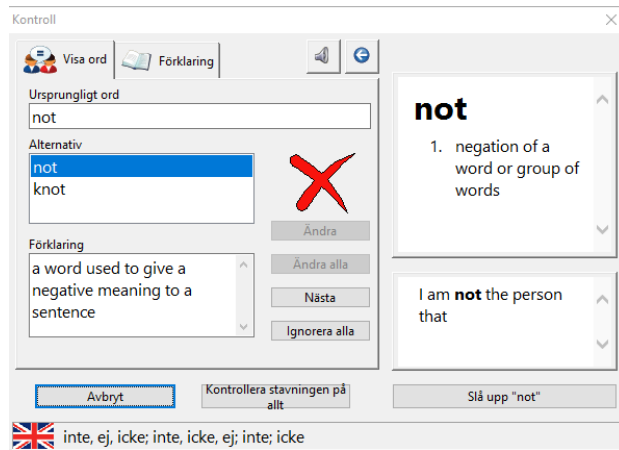 Kontroll
Visa ord
Förklaring
Ursprungligt ord
not
Alternativ
not
knot
Ändra
Ändra alla
Nästa
Ignorera alla
Förklaring
a word used to give a
negative meaning to a
sentence
not
1. negation of a
word or group of
words
I am not the person
that
Avbryt
Kontrollera stavningen på
allt
Slå upp "not"
inte, ej, icke; inte, icke, ej; inte; icke